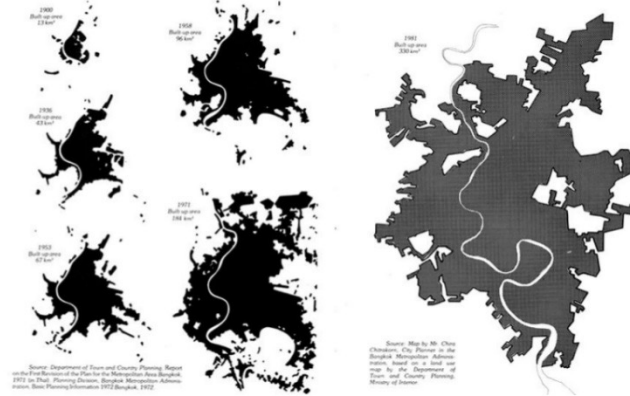 1900
Built up area
13 km²
1936
Built up area
43 km²
1953
Built up area
67 km²
Source: Department of Town and Country Planning, Report
on the First Revision of the Plan for the Metropolitan Area Bangkok,
1971 (in Thai). Planning Division, Bangkok Metropolitan Adminis-
tration, Basic Planning Information 1972 Bangkok, 1972.
1958
Built up area
96 km²
1971
Built up area
184 km²
1981
Built up area
330 km²
Source: Map by Mr. Chira
Chitrakorn, City Planner in the
Bangkok Metropolitan Adminis-
tration, based on a land use
map by the Department of
Town and Country Planning,
Ministry of Interior.